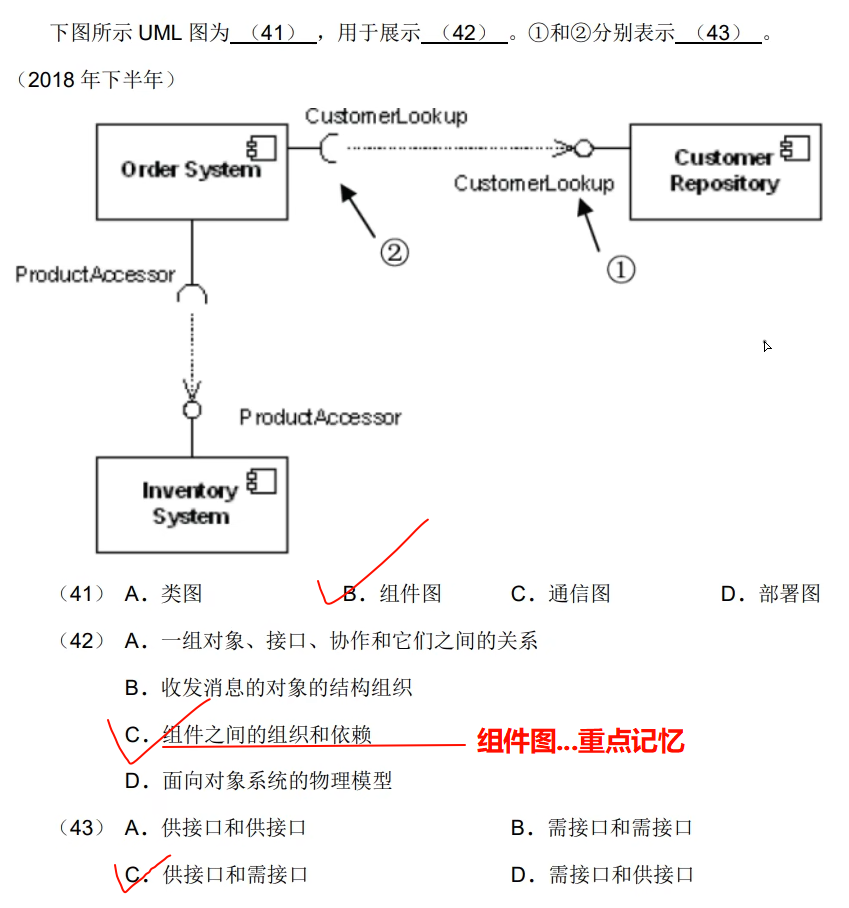 下图所示 UML 图为 （41） ，用于展示 （42） 。①和②分别表示 （43） 。
（2018 年下半年）
CustomerLookup
Order System
Customer Repository
CustomerLookup
②
①
ProductAccessor
ProductAccessor
Inventory System
（41） A．类图 B．组件图 C．通信图 D．部署图
（42） A．一组对象、接口、协作和它们之间的关系
B．收发消息的对象的结构组织
C．组件之间的组织和依赖 组件图...重点记忆
D．面向对象系统的物理模型
（43） A．供接口和供接口 B．需接口和需接口
C．供接口和需接口 D．需接口和供接口